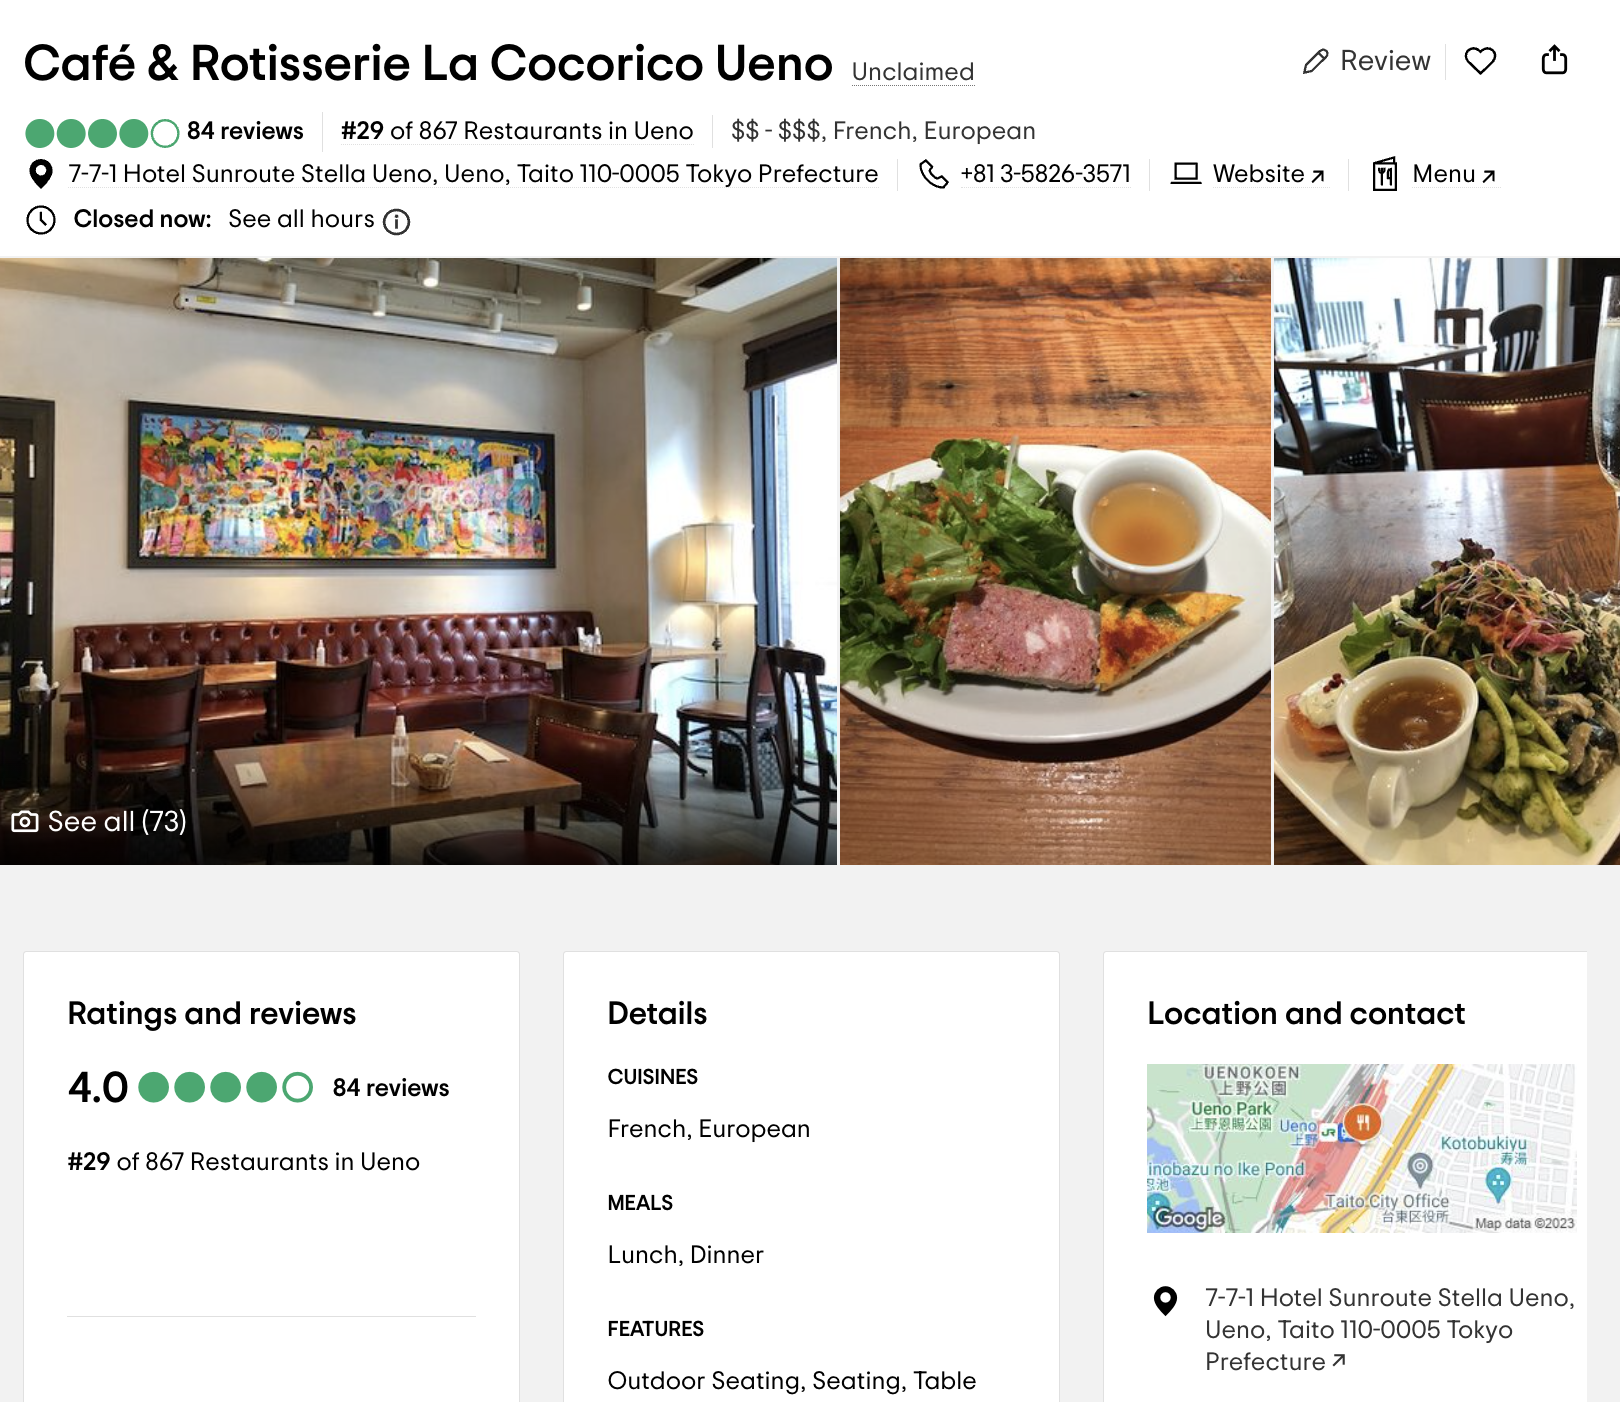 Café & Rotisserie La Cocorico Ueno Unclaimed
Review
84 reviews #29 of 867 Restaurants in Ueno $$ - $$$, French, European
7-7-1 Hotel Sunroute Stella Ueno, Ueno, Taito 110-0005 Tokyo Prefecture +81 3-5826-3571 Website Menu
Closed now: See all hours
LA COCORICO
See all (73)
Ratings and reviews
4.0 84 reviews
#29 of 867 Restaurants in Ueno
Details
CUISINES
French, European
MEALS
Lunch, Dinner
FEATURES
Outdoor Seating, Seating, Table
Location and contact
UENOKOEN
上野公園
Ueno Park
上野恩賜公園
Ueno
上野
JR
Kotobukiyu
寿湯
inobazu no Ike Pond
忍池
Taito City Office
台東区役所
Google
Map data ©2023
7-7-1 Hotel Sunroute Stella Ueno,
Ueno, Taito 110-0005 Tokyo
Prefecture